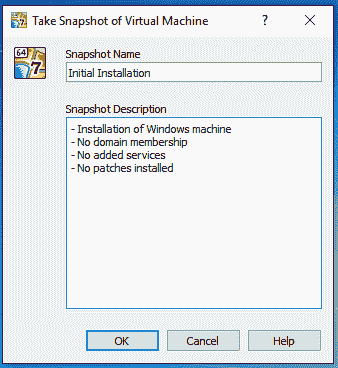 Take Snapshot of Virtual Machine
64
7
Snapshot Name
Initial Installation
Snapshot Description
- Installation of Windows machine
- No domain membership
- No added services
- No patches installed
OK Cancel Help